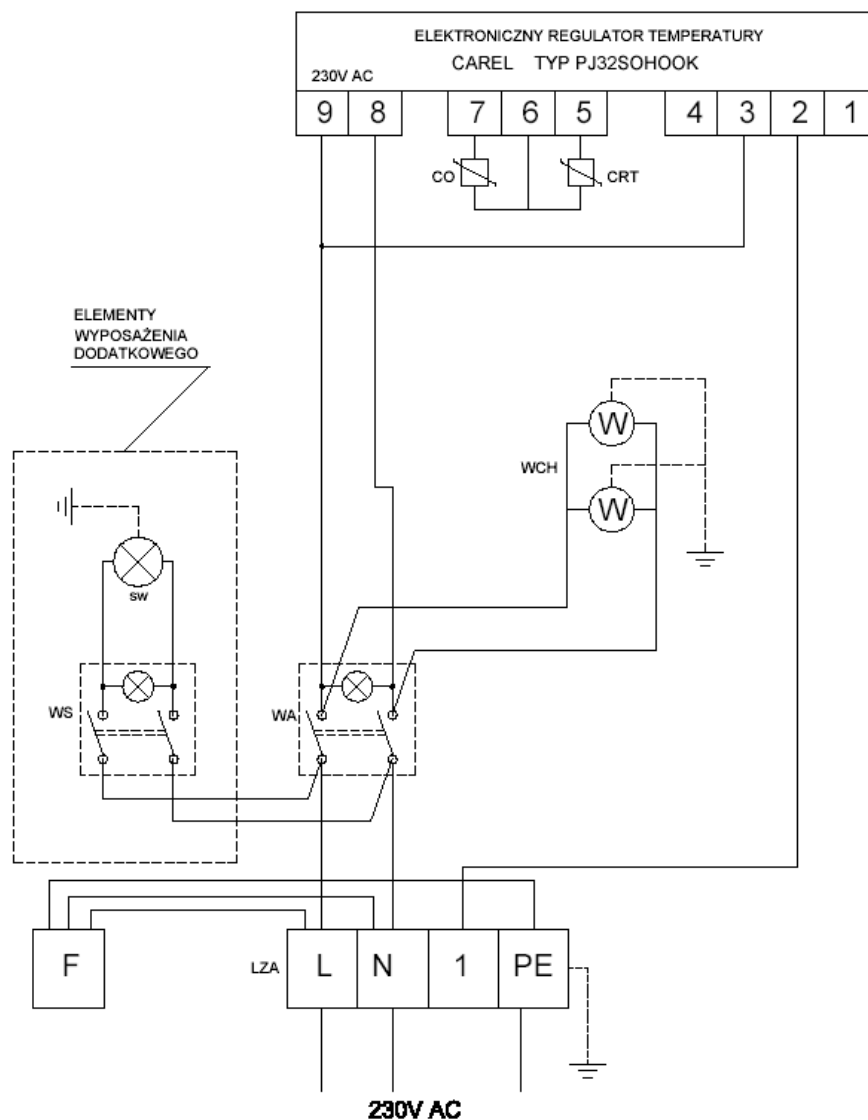 ELEKTRONICZNY REGULATOR TEMPERATURY
CAREL TYP PJ32SOHOOK
230V AC
9 8 7 6 5 4 3 2 1
CO CRT
ELEMENTY
WYPOSAŻENIA
DODATKOWEGO
W
WCH
W
SW
WS WA
F LZA L N 1 PE
230V AC